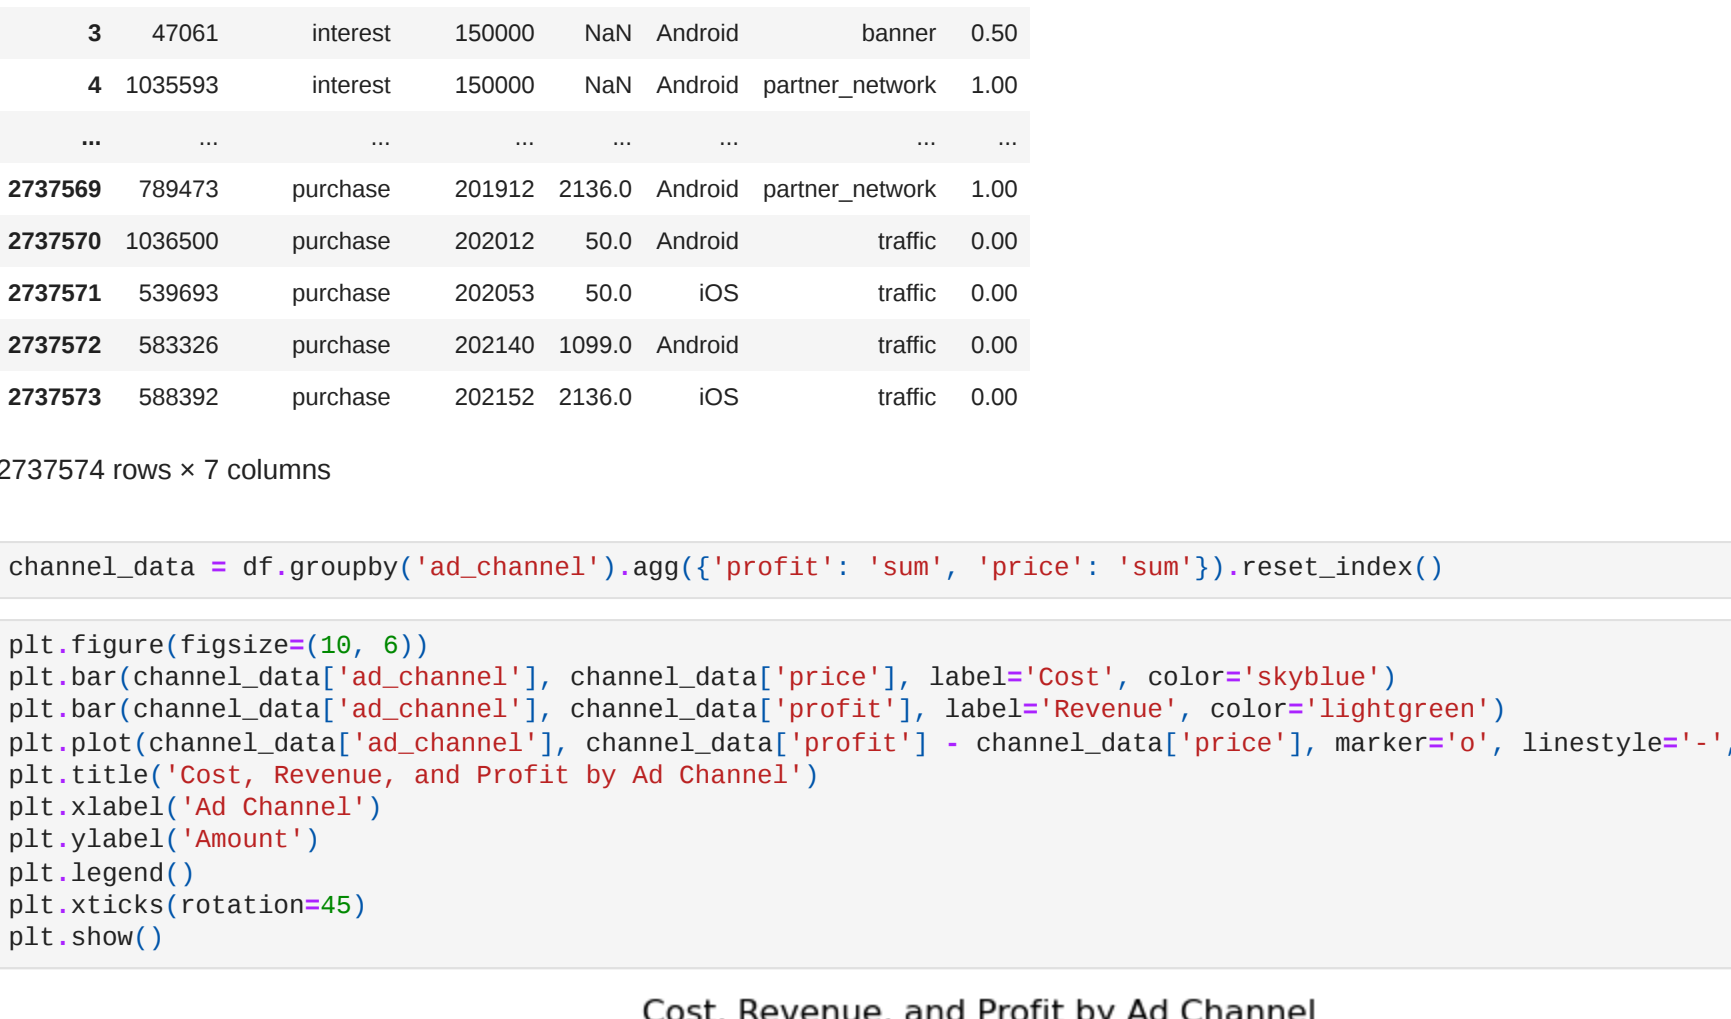 3 47061 interest 150000 NaN Android banner 0.50
4 1035593 interest 150000 NaN Android partner_network 1.00
... ... ... ... ... ... ... ...
2737569 789473 purchase 201912 2136.0 Android partner_network 1.00
2737570 1036500 purchase 202012 50.0 Android traffic 0.00
2737571 539693 purchase 202053 50.0 iOS traffic 0.00
2737572 583326 purchase 202140 1099.0 Android traffic 0.00
2737573 588392 purchase 202152 2136.0 iOS traffic 0.00
2737574 rows × 7 columns
channel_data = df.groupby('ad_channel').agg({'profit': 'sum', 'price': 'sum'}).reset_index()
plt.figure(figsize=(10, 6))
plt.bar(channel_data['ad_channel'], channel_data['price'], label='Cost', color='skyblue')
plt.bar(channel_data['ad_channel'], channel_data['profit'], label='Revenue', color='lightgreen')
plt.plot(channel_data['ad_channel'], channel_data['profit'] - channel_data['price'], marker='o', linestyle='-',
plt.title('Cost, Revenue, and Profit by Ad Channel')
plt.xlabel('Ad Channel')
plt.ylabel('Amount')
plt.legend()
plt.xticks(rotation=45)
plt.show()
Cost, Revenue, and Profit by Ad Channel